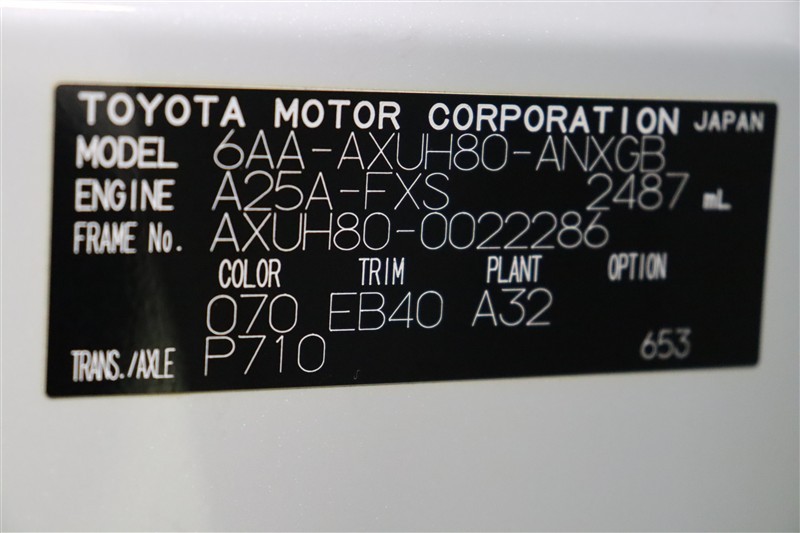 TOYOTA MOTOR CORPORATION JAPAN
MODEL 6AA-AXUH80-ANXGB
ENGINE A25A-FXS 2487 mL
FRAME No. AXUH80-0022286
COLOR TRIM PLANT OPTION
070 EB40 A32
TRANS./AXLE P710 653